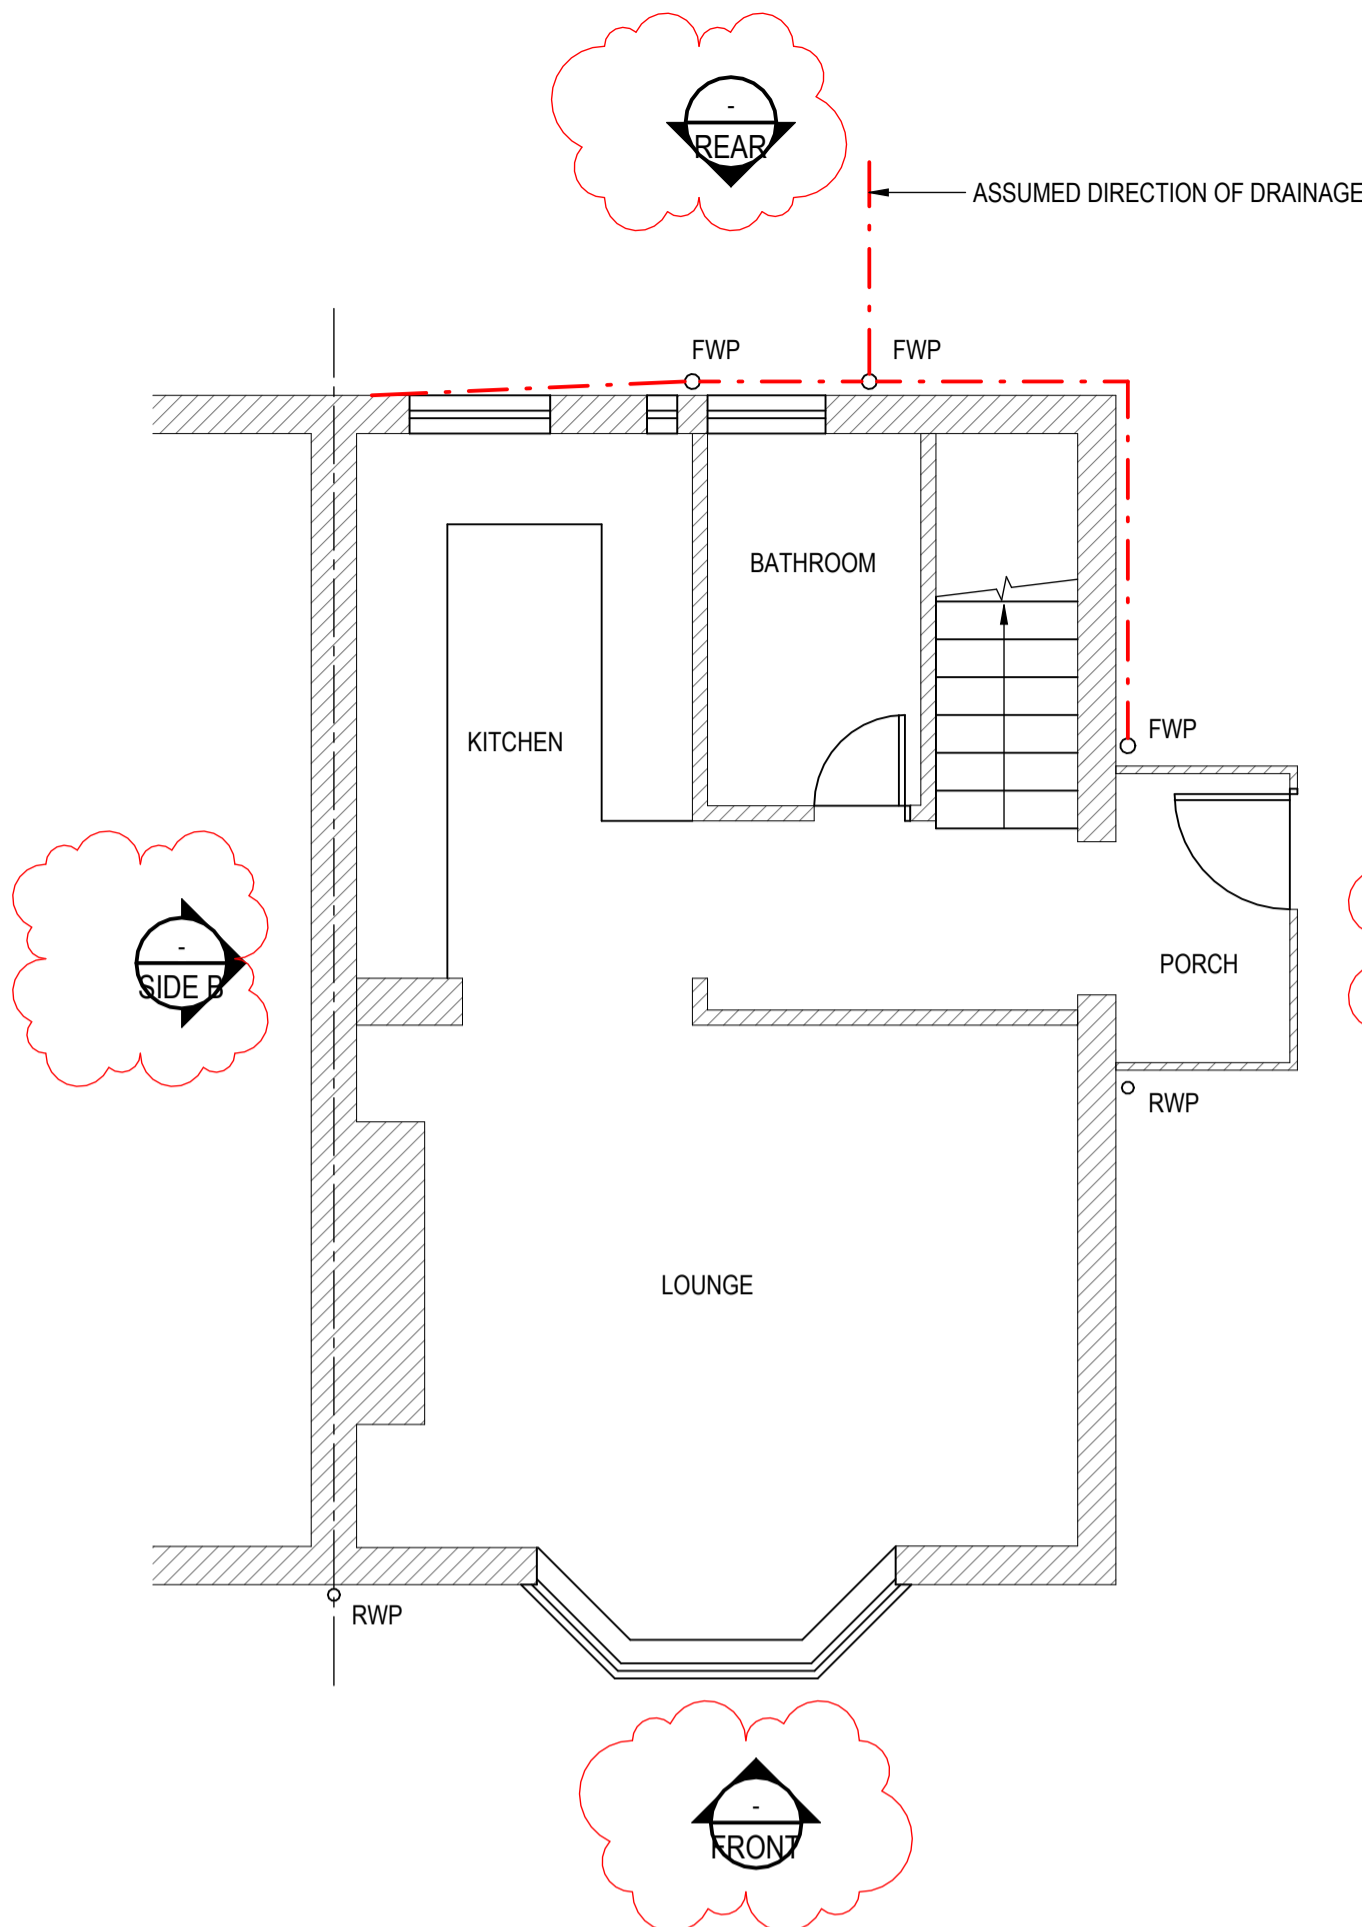 -
REAR
ASSUMED DIRECTION OF DRAINAGE
FWP
FWP
BATHROOM
KITCHEN
FWP
-
SIDE B
PORCH
RWP
LOUNGE
RWP
-
FRONT